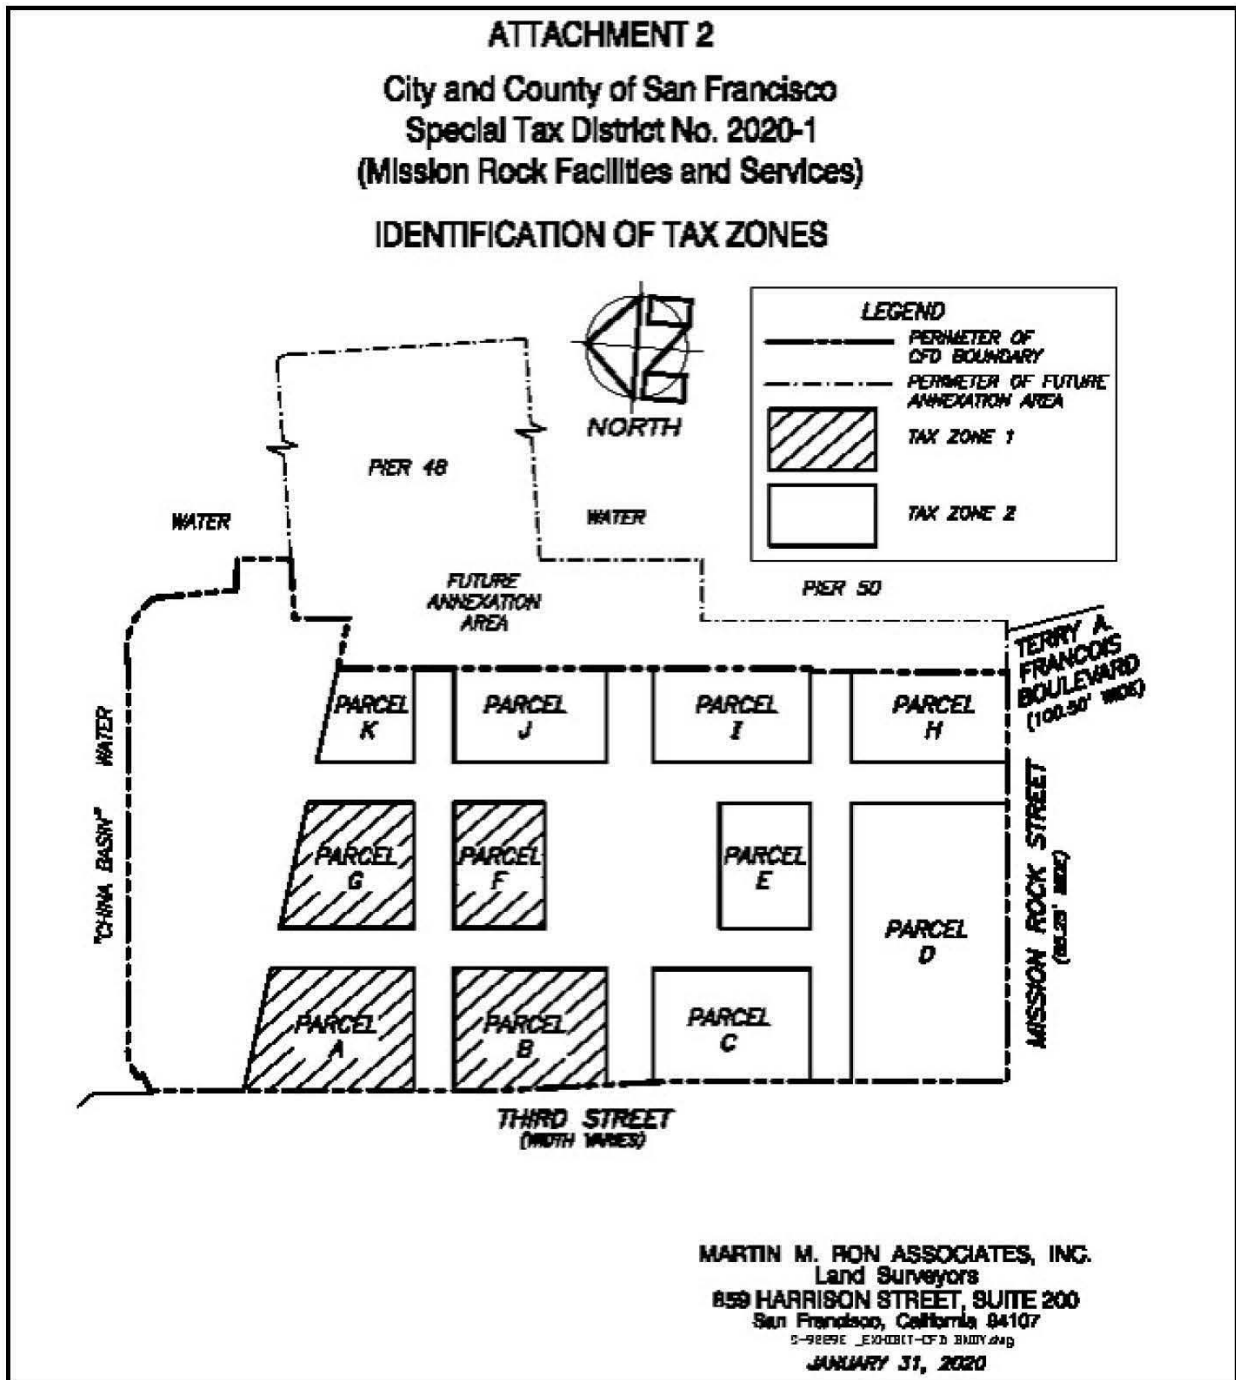 ATTACHMENT 2
City and County of San Francisco
Special Tax District No. 2020-1
(Mission Rock Facilities and Services)
IDENTIFICATION OF TAX ZONES
NORTH
LEGEND
PERIMETER OF
CFD BOUNDARY
PERIMETER OF FUTURE
ANNEXATION AREA
TAX ZONE 1
TAX ZONE 2
PIER 48
WATER
WATER
FUTURE
ANNEXATION
AREA
PIER 50
TERRY A.
FRANCOIS
BOULEVARD
(100.50' WIDE)
PARCEL
K
PARCEL
J
PARCEL
I
PARCEL
H
"CHINA BASIN" WATER
PARCEL
G
PARCEL
F
PARCEL
E
PARCEL
D
MISSION ROCK STREET
WIDE)
PARCEL
A
PARCEL
B
PARCEL
C
THIRD STREET
(WIDTH VARIES)
MARTIN M. RON ASSOCIATES, INC.
Land Surveyors
859 HARRISON STREET, SUITE 200
San Francisco, California 94107
JANUARY 31, 2020